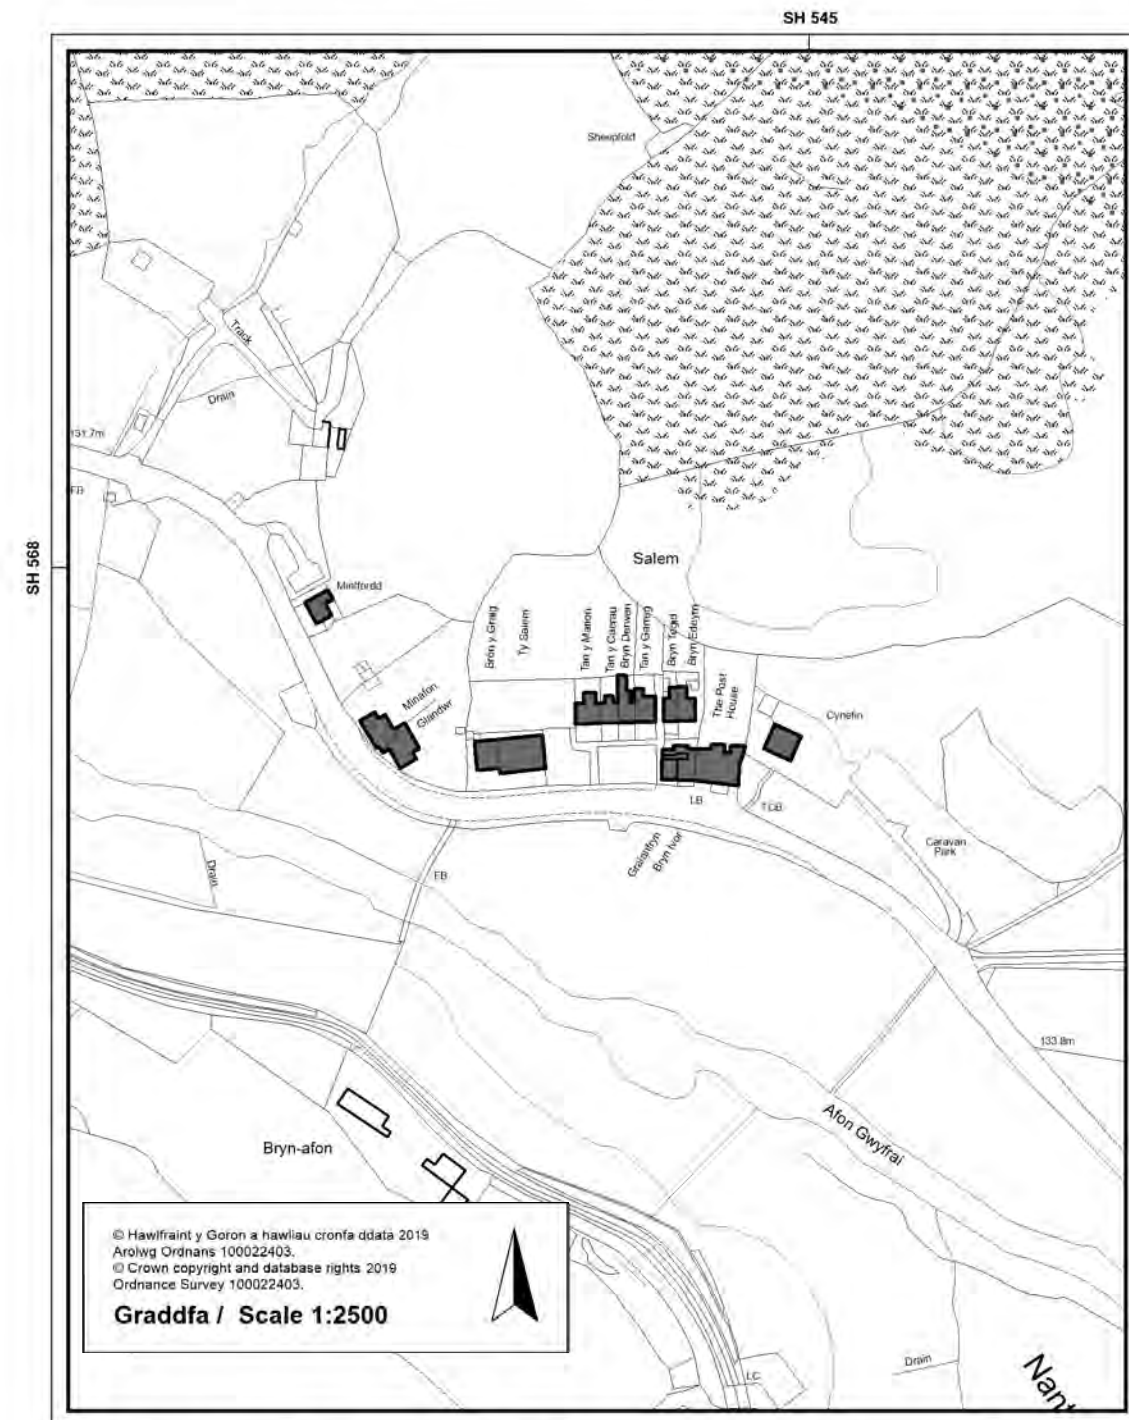 SH 545
Sheepfold
Track
Drain
151.7m
FB
SH 568
Salem
Minffordd
Bron y Graig
Ty Salem
Tan y Manon
Tan y Caerau
Bryn Derwen
Tan y Garreg
Bryn Tegid
Bryn Edeyrn
The Post
House
Minafon
Glandwr
Cynefin
LB
TCB
Graianfryn
Bryn Ivor
Caravan
Park
Drain
FB
133.8m
Afon Gwyfrai
Bryn-afon
© Hawlfraint y Goron a hawliau cronfa ddata 2019
Arolwg Ordnans 100022403.
© Crown copyright and database rights 2019
Ordnance Survey 100022403.
Graddfa / Scale 1:2500
Drain
LC
Nant